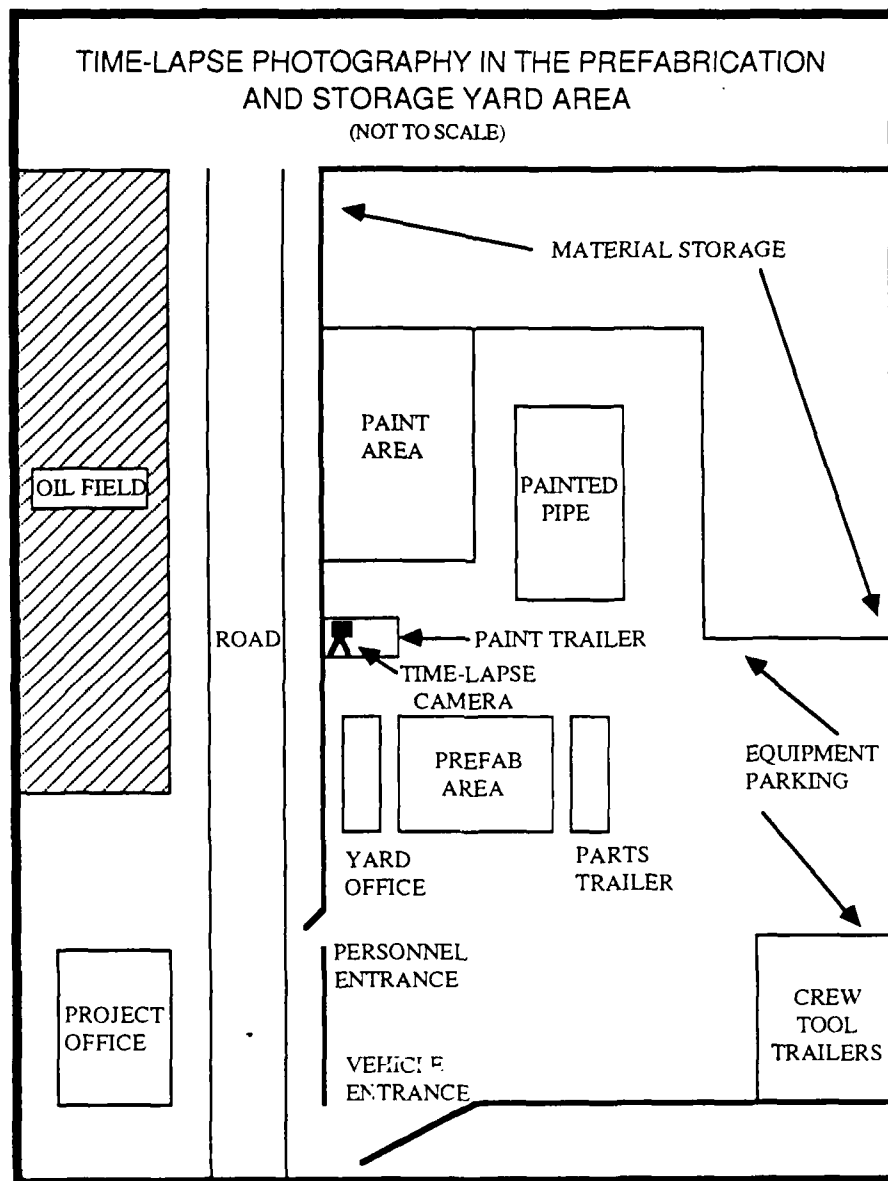 TIME-LAPSE PHOTOGRAPHY IN THE PREFABRICATION
AND STORAGE YARD AREA
(NOT TO SCALE)
MATERIAL STORAGE
PAINT
AREA
OIL FIELD
PAINTED
PIPE
ROAD
PAINT TRAILER
TIME-LAPSE
CAMERA
PREFAB
AREA
EQUIPMENT
PARKING
YARD
OFFICE
PARTS
TRAILER
PERSONNEL
ENTRANCE
PROJECT
OFFICE
CREW
TOOL
TRAILERS
VEHICLE
ENTRANCE